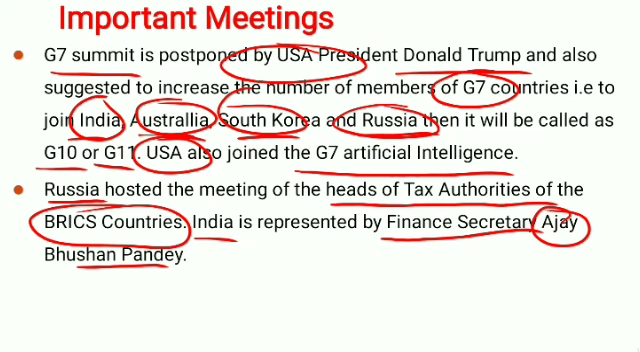 Important Meetings
G7 summit is postponed by USA President Donald Trump and also
suggested to increase the number of members of G7 countries i.e to
join India, Australlia, South Korea and Russia then it will be called as
G10 or G11. USA also joined the G7 artificial Intelligence.
Russia hosted the meeting of the heads of Tax Authorities of the
BRICS Countries. India is represented by Finance Secretary Ajay
Bhushan Pandey.